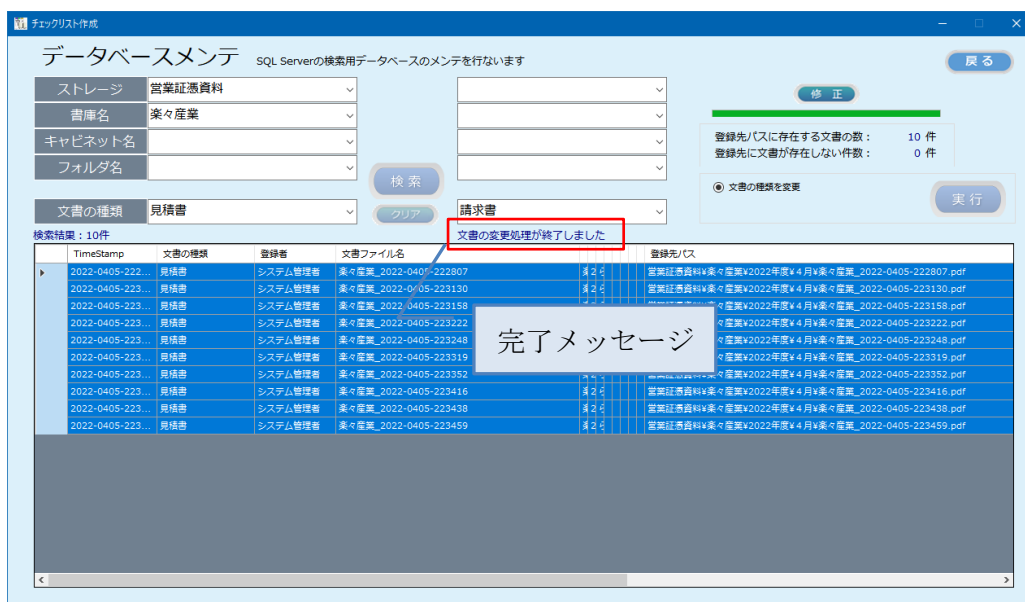 チェックリスト作成
データベースメンテ SQL Serverの検索用データベースのメンテを行ないます
戻る
ストレージ 営業証憑資料
修 正
書庫名 楽々産業
キャビネット名
登録先パスに存在する文書の数： 10 件
登録先に文書が存在しない件数： 0 件
フォルダ名
検 索
文書の種類を変更
実 行
文書の種類 見積書 クリア 請求書
検索結果：10件 文書の変更処理が終了しました
TimeStamp 文書の種類 登録者 文書ファイル名 登録先パス
2022-0405-222... 見積書 システム管理者 楽々産業_2022-0405-222807 営業証憑資料¥楽々産業¥2022年度¥４月¥楽々産業_2022-0405-222807.pdf
2022-0405-223... 見積書 システム管理者 楽々産業_2022-0405-223130 営業証憑資料¥楽々産業¥2022年度¥４月¥楽々産業_2022-0405-223130.pdf
2022-0405-223... 見積書 システム管理者 楽々産業_2022-0405-223158 ¥楽々産業¥2022年度¥４月¥楽々産業_2022-0405-223158.pdf
2022-0405-223... 見積書 システム管理者 楽々産業_2022-0405-223222 々産業¥2022年度¥４月¥楽々産業_2022-0405-223222.pdf
2022-0405-223... 見積書 システム管理者 楽々産業_2022-0405-223248 々産業¥2022年度¥４月¥楽々産業_2022-0405-223248.pdf
2022-0405-223... 見積書 システム管理者 楽々産業_2022-0405-223319 々産業¥2022年度¥４月¥楽々産業_2022-0405-223319.pdf
2022-0405-223... 見積書 システム管理者 楽々産業_2022-0405-223352 々産業¥2022年度¥４月¥楽々産業_2022-0405-223352.pdf
2022-0405-223... 見積書 システム管理者 楽々産業_2022-0405-223416 営業証憑資料¥楽々産業¥2022年度¥４月¥楽々産業_2022-0405-223416.pdf
2022-0405-223... 見積書 システム管理者 楽々産業_2022-0405-223438 営業証憑資料¥楽々産業¥2022年度¥４月¥楽々産業_2022-0405-223438.pdf
2022-0405-223... 見積書 システム管理者 楽々産業_2022-0405-223459 営業証憑資料¥楽々産業¥2022年度¥４月¥楽々産業_2022-0405-223459.pdf
完了メッセージ